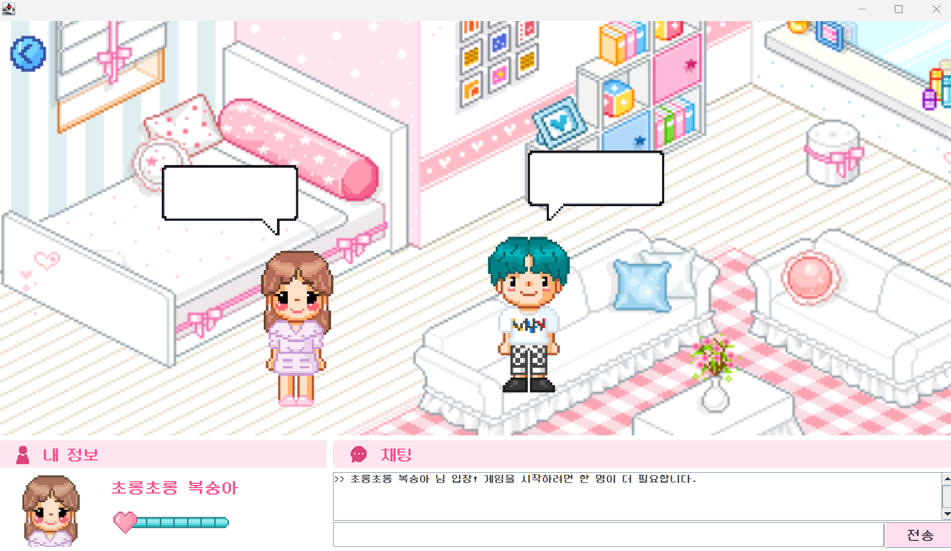 내 정보
채팅
초롱초롱 복숭아
>> 초롱초롱 복숭아 님 입장! 게임을 시작하려면 한 명이 더 필요합니다.
전송